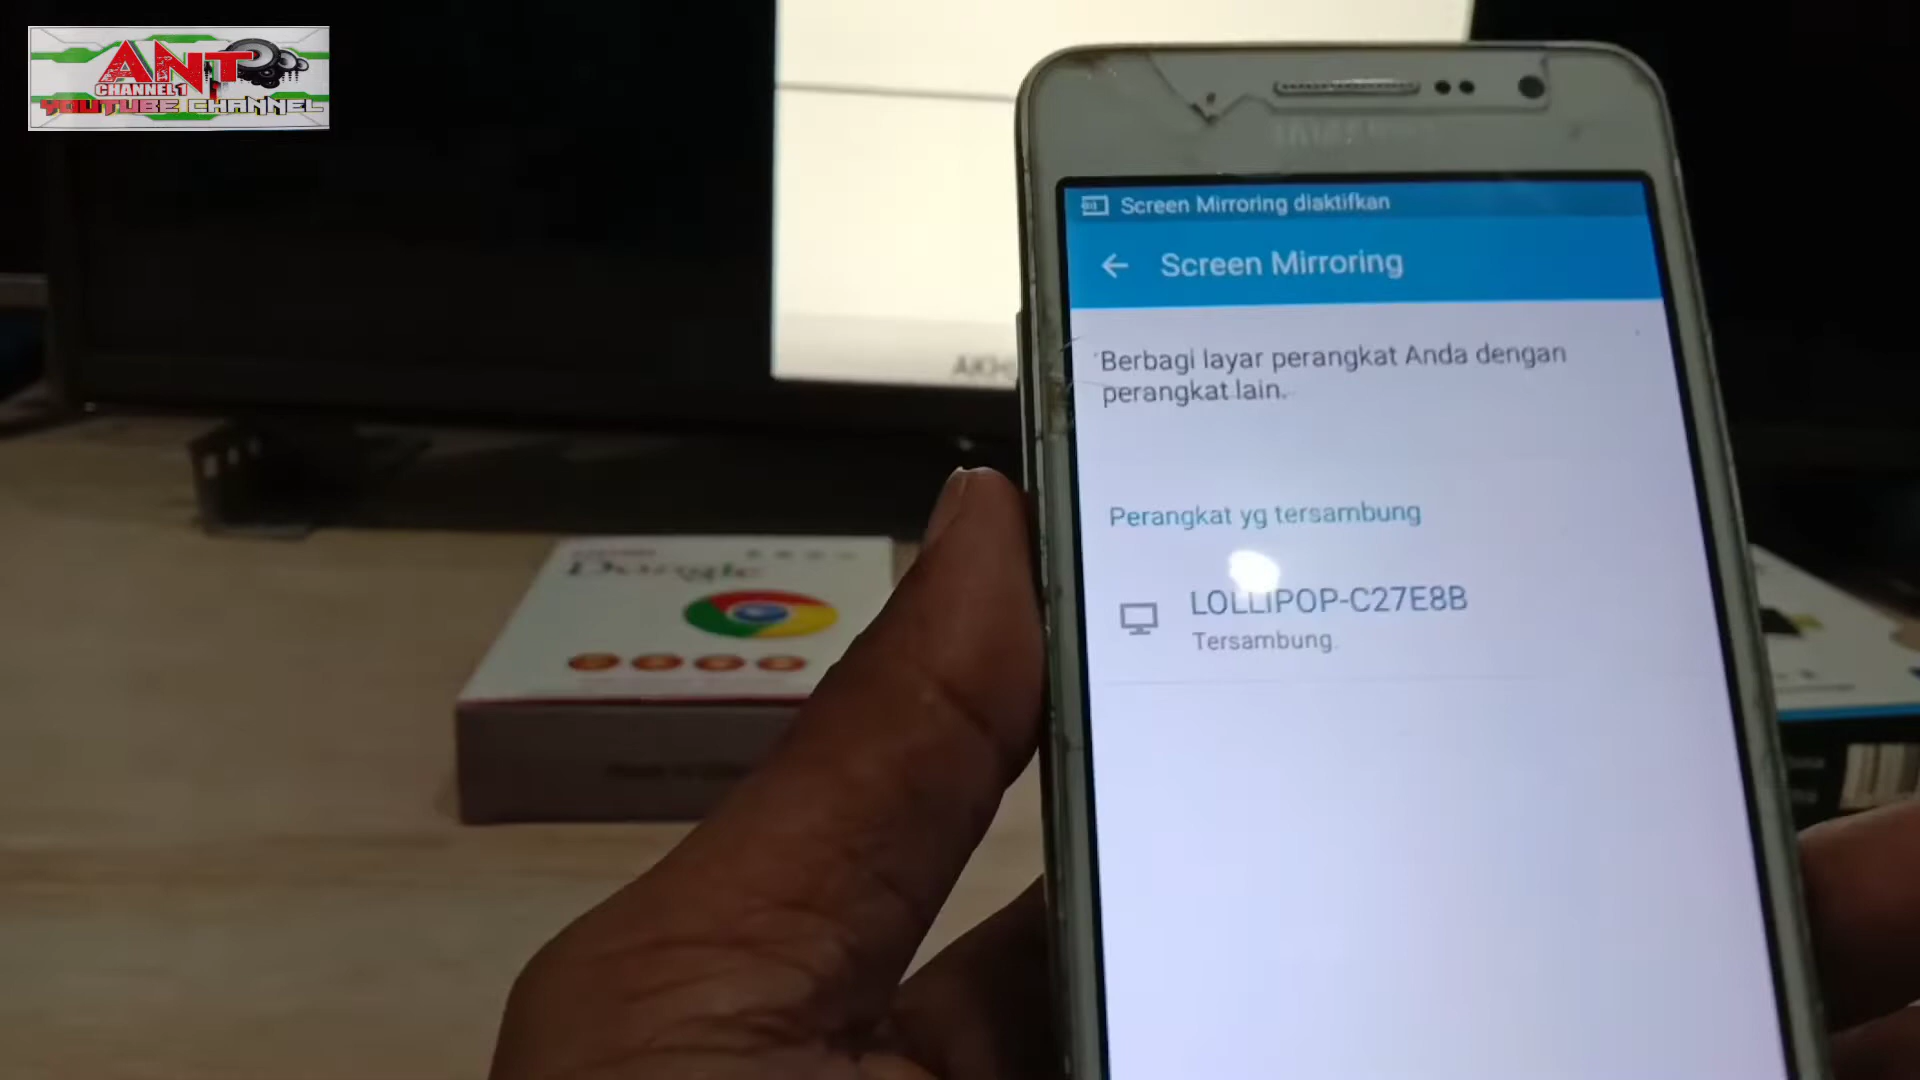 ANT
CHANNEL 1
YOUTUBE CHANNEL
SAMSUNG
Screen Mirroring diaktifkan
Screen Mirroring
Berbagi layar perangkat Anda dengan
perangkat lain.
Perangkat yg tersambung
LOLLIPOP-C27E8B
Tersambung.
Dongle